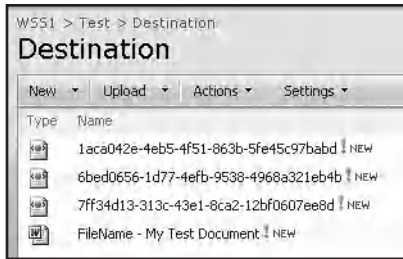 WSS1 > Test > Destination
Destination
New Upload Actions Settings
Type Name
1aca042e-4eb5-4f51-863b-5fe45c97babd ! NEW
6bed0656-1d77-4efb-9538-4968a321eb4b ! NEW
7ff34d13-313c-43e1-8ca2-12bf0607ee8d ! NEW
FileName - My Test Document ! NEW